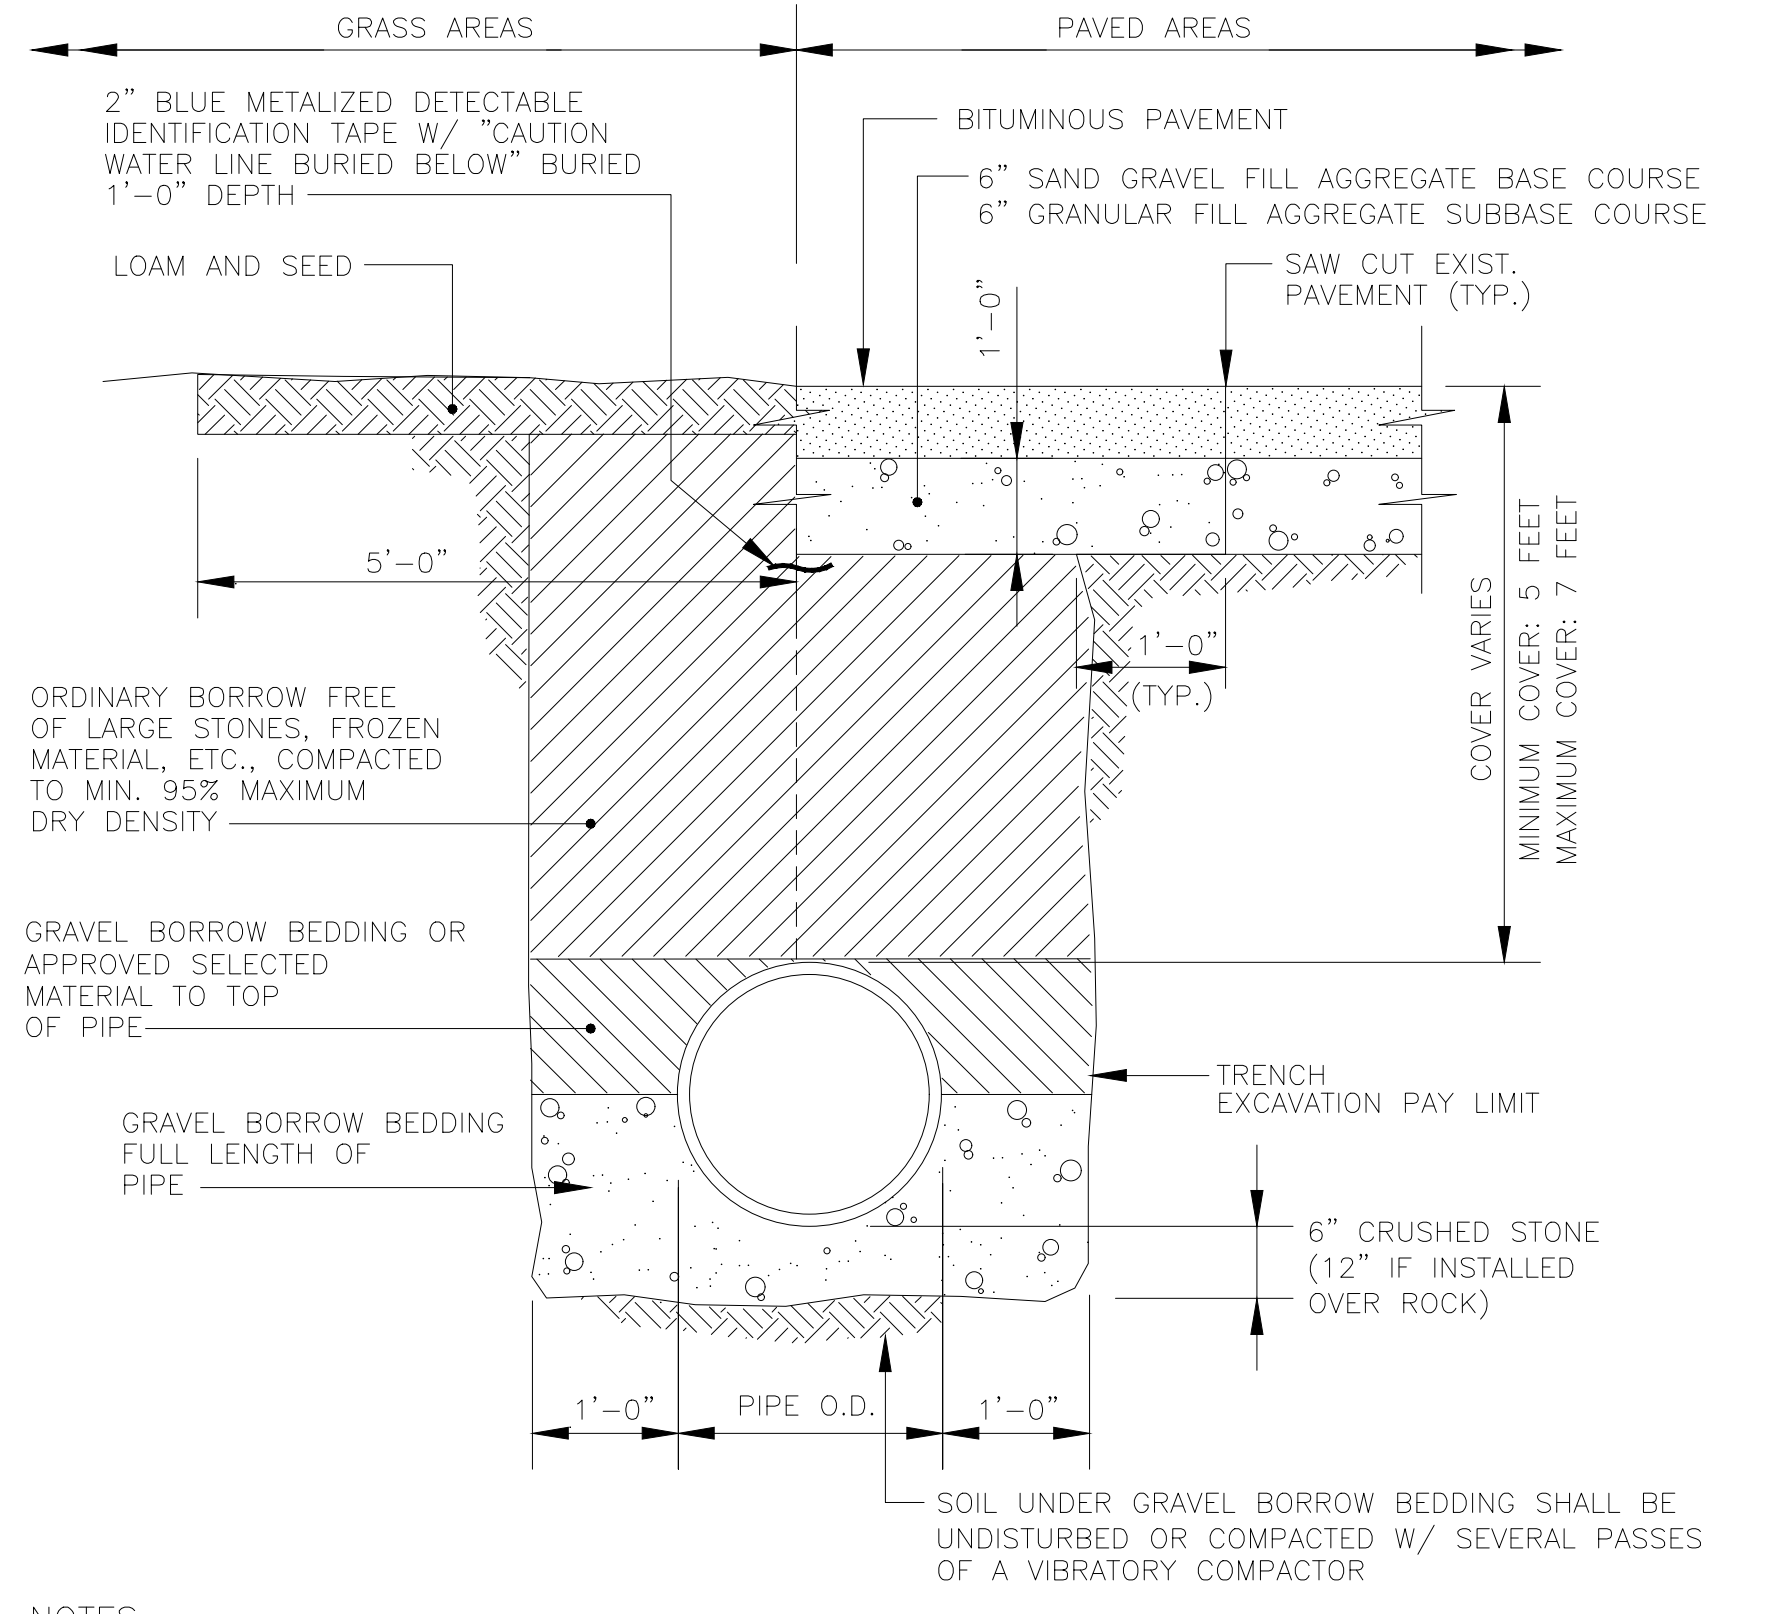 GRASS AREAS
PAVED AREAS
2" BLUE METALIZED DETECTABLE
IDENTIFICATION TAPE W/ "CAUTION
WATER LINE BURIED BELOW" BURIED
1'-0" DEPTH
BITUMINOUS PAVEMENT
6" SAND GRAVEL FILL AGGREGATE BASE COURSE
6" GRANULAR FILL AGGREGATE SUBBASE COURSE
LOAM AND SEED
SAW CUT EXIST.
PAVEMENT (TYP.)
1'-0"
5'-0"
1'-0"
(TYP.)
COVER VARIES
MINIMUM COVER: 5 FEET
MAXIMUM COVER: 7 FEET
ORDINARY BORROW FREE
OF LARGE STONES, FROZEN
MATERIAL, ETC., COMPACTED
TO MIN. 95% MAXIMUM
DRY DENSITY
GRAVEL BORROW BEDDING OR
APPROVED SELECTED
MATERIAL TO TOP
OF PIPE
TRENCH
EXCAVATION PAY LIMIT
GRAVEL BORROW BEDDING
FULL LENGTH OF
PIPE
6" CRUSHED STONE
(12" IF INSTALLED
OVER ROCK)
1'-0"
PIPE O.D.
1'-0"
SOIL UNDER GRAVEL BORROW BEDDING SHALL BE
UNDISTURBED OR COMPACTED W/ SEVERAL PASSES
OF A VIBRATORY COMPACTOR
NOTES